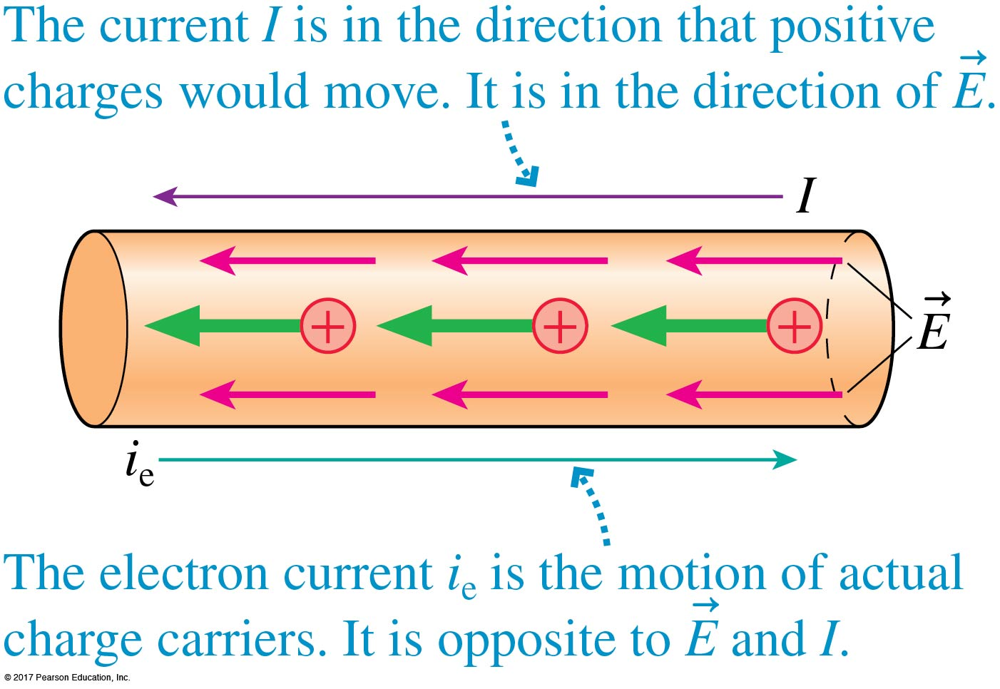 The current I is in the direction that positive
charges would move. It is in the direction of E⃗.
I
+ + +
E⃗
iₑ
The electron current iₑ is the motion of actual
charge carriers. It is opposite to E⃗ and I.
© 2017 Pearson Education, Inc.